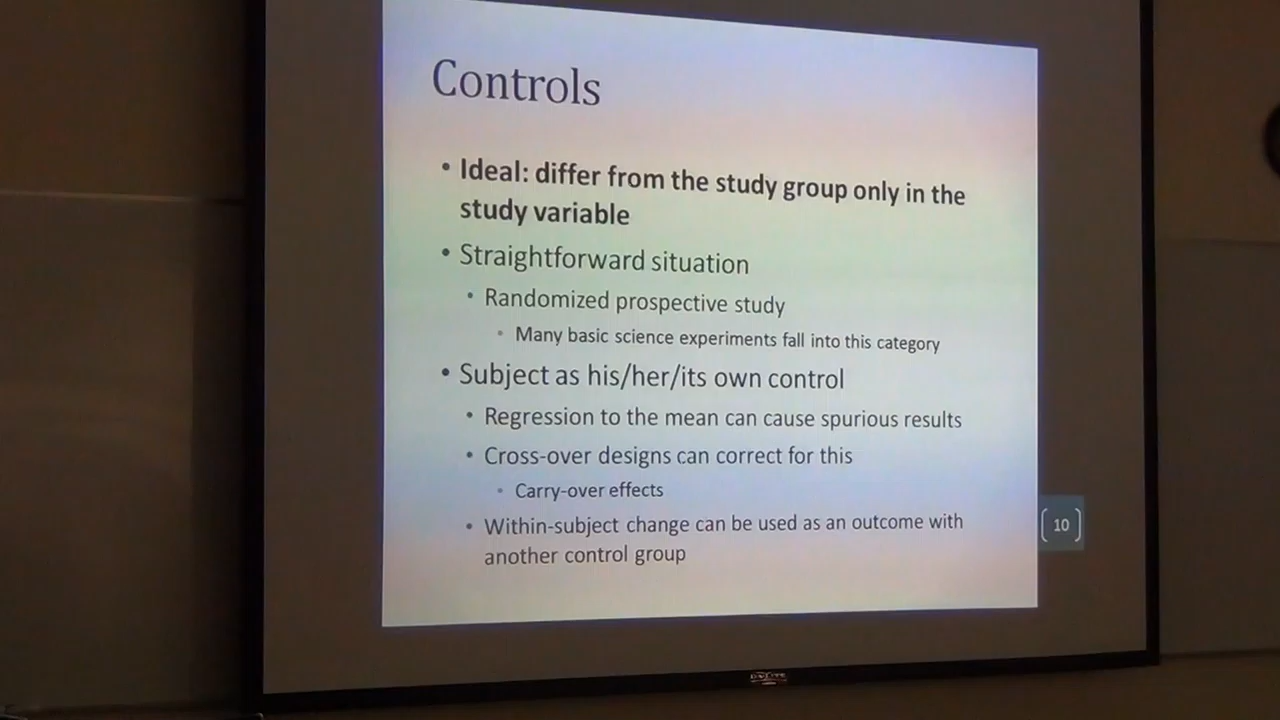 Controls
• Ideal: differ from the study group only in the
study variable
• Straightforward situation
• Randomized prospective study
• Many basic science experiments fall into this category
• Subject as his/her/its own control
• Regression to the mean can cause spurious results
• Cross-over designs can correct for this
• Carry-over effects
• Within-subject change can be used as an outcome with
another control group
10